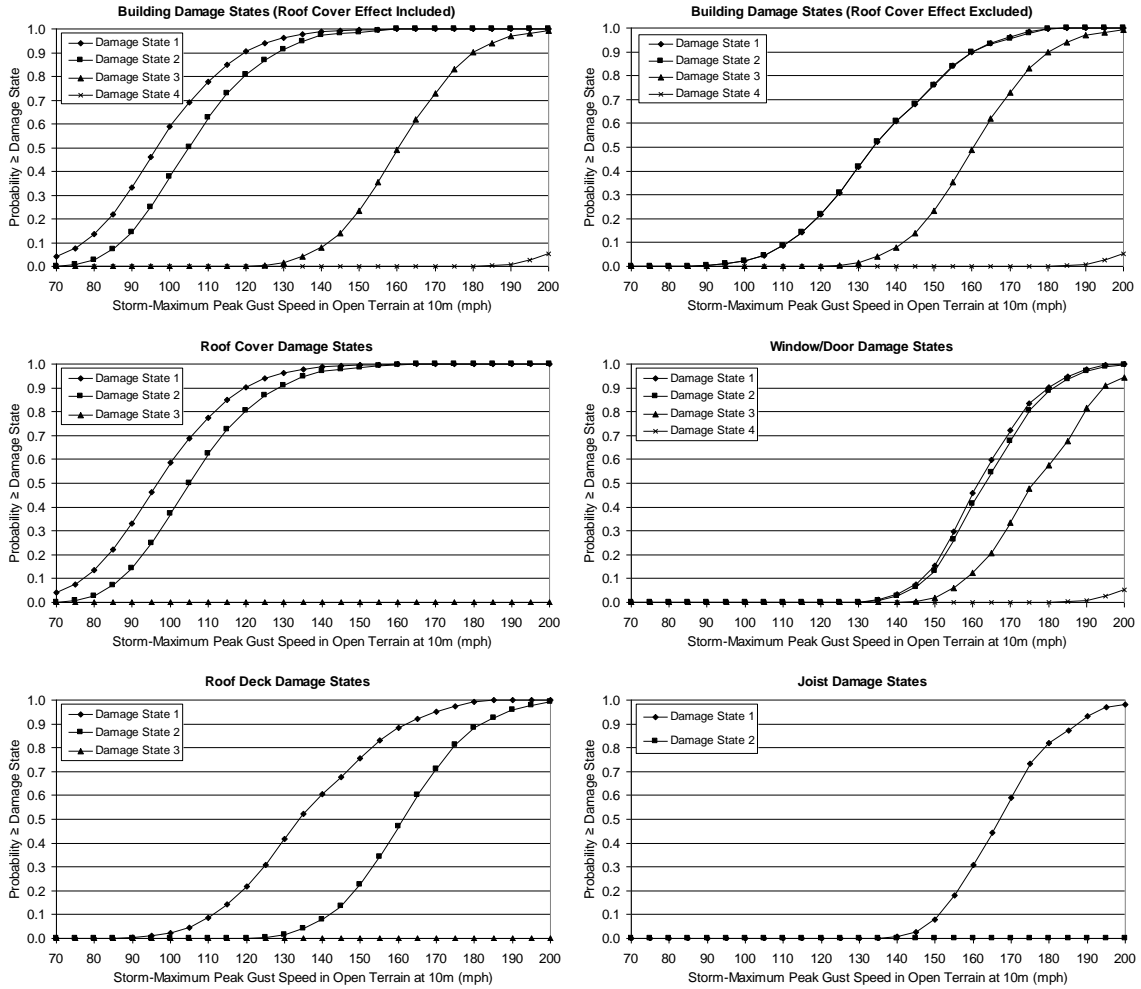 Building Damage States (Roof Cover Effect Included)
Probability ≥ Damage State
1.0
0.9
0.8
0.7
0.6
0.5
0.4
0.3
0.2
0.1
0.0
Damage State 1
Damage State 2
Damage State 3
Damage State 4
70 80 90 100 110 120 130 140 150 160 170 180 190 200
Storm-Maximum Peak Gust Speed in Open Terrain at 10m (mph)
Building Damage States (Roof Cover Effect Excluded)
Probability ≥ Damage State
1.0
0.9
0.8
0.7
0.6
0.5
0.4
0.3
0.2
0.1
0.0
Damage State 1
Damage State 2
Damage State 3
Damage State 4
70 80 90 100 110 120 130 140 150 160 170 180 190 200
Storm-Maximum Peak Gust Speed in Open Terrain at 10m (mph)
Roof Cover Damage States
Probability ≥ Damage State
1.0
0.9
0.8
0.7
0.6
0.5
0.4
0.3
0.2
0.1
0.0
Damage State 1
Damage State 2
Damage State 3
70 80 90 100 110 120 130 140 150 160 170 180 190 200
Storm-Maximum Peak Gust Speed in Open Terrain at 10m (mph)
Window/Door Damage States
Probability ≥ Damage State
1.0
0.9
0.8
0.7
0.6
0.5
0.4
0.3
0.2
0.1
0.0
Damage State 1
Damage State 2
Damage State 3
Damage State 4
70 80 90 100 110 120 130 140 150 160 170 180 190 200
Storm-Maximum Peak Gust Speed in Open Terrain at 10m (mph)
Roof Deck Damage States
Probability ≥ Damage State
1.0
0.9
0.8
0.7
0.6
0.5
0.4
0.3
0.2
0.1
0.0
Damage State 1
Damage State 2
Damage State 3
70 80 90 100 110 120 130 140 150 160 170 180 190 200
Storm-Maximum Peak Gust Speed in Open Terrain at 10m (mph)
Joist Damage States
Probability ≥ Damage State
1.0
0.9
0.8
0.7
0.6
0.5
0.4
0.3
0.2
0.1
0.0
Damage State 1
Damage State 2
70 80 90 100 110 120 130 140 150 160 170 180 190 200
Storm-Maximum Peak Gust Speed in Open Terrain at 10m (mph)